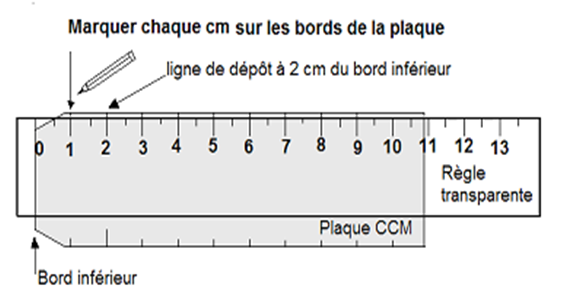 Marquer chaque cm sur les bords de la plaque
ligne de dépôt à 2 cm du bord inférieur
0 1 2 3 4 5 6 7 8 9 10 11 12 13
Règle
transparente
Plaque CCM
Bord inférieur